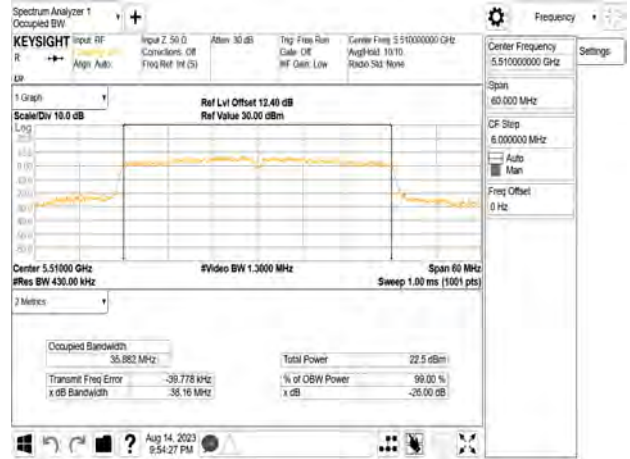 Spectrum Analyzer 1
Occupied BW
Frequency
KEYSIGHT
Input: RF
Input Z: 50 Ω
Atten: 30 dB
Trig: Free Run
Center Freq: 5.510000000 GHz
R
Corrections: Off
Gate: Off
Avg|Hold: 10/10
Align: Auto
Freq Ref: Int (S)
#IF Gain: Low
Radio Std: None
Center Frequency
5.510000000 GHz
Settings
Span
60.000 MHz
CF Step
6.000000 MHz
Auto
Man
Freq Offset
0 Hz
1 Graph
Ref Lvl Offset 12.40 dB
Scale/Div 10.0 dB
Ref Value 30.00 dBm
Log
Center 5.51000 GHz
#Video BW 1.3000 MHz
Span 60 MHz
#Res BW 430.00 kHz
Sweep 1.00 ms (1001 pts)
2 Metrics
Occupied Bandwidth
35.882 MHz
Total Power
22.5 dBm
Transmit Freq Error
-39.778 kHz
% of OBW Power
99.00 %
x dB Bandwidth
38.16 MHz
x dB
-26.00 dB
?
Aug 14, 2023
9:54:27 PM